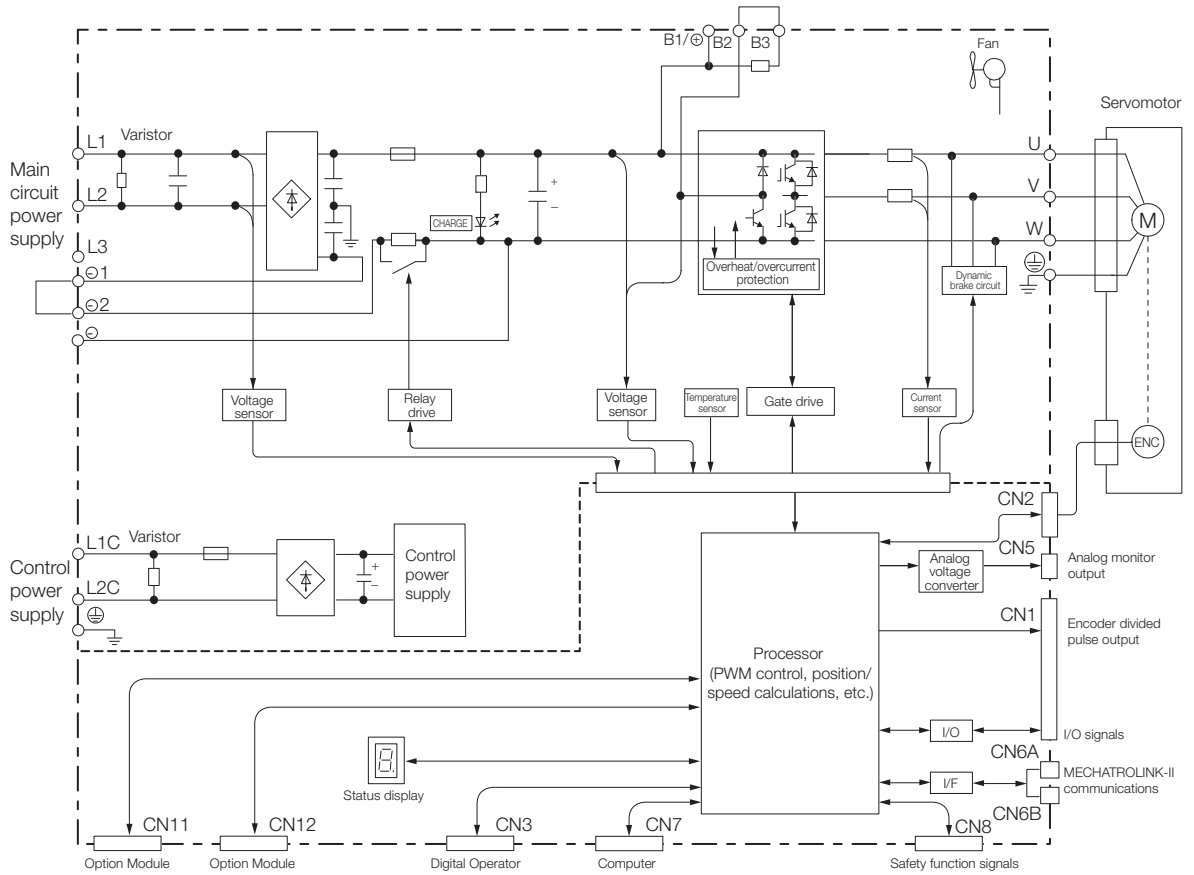 B1/⊕ B2 B3
Fan
Servomotor
Main
circuit
power
supply
L1
Varistor
L2
L3
⊖1
⊖2
⊖
CHARGE
+
–
+
–
Overheat/overcurrent
protection
U
V
W
M
Dynamic
brake circuit
Voltage
sensor
Relay
drive
Voltage
sensor
Temperature
sensor
Gate drive
Current
sensor
ENC
Control
power
supply
L1C
Varistor
L2C
Control
power
supply
CN2
CN5
Analog
voltage
converter
Analog monitor
output
CN1
Encoder divided
pulse output
Processor
(PWM control, position/
speed calculations, etc.)
I/O
I/O signals
CN6A
I/F
MECHATROLINK-II
communications
CN6B
8.
Status display
CN11
CN12
CN3
CN7
CN8
Option Module
Option Module
Digital Operator
Computer
Safety function signals